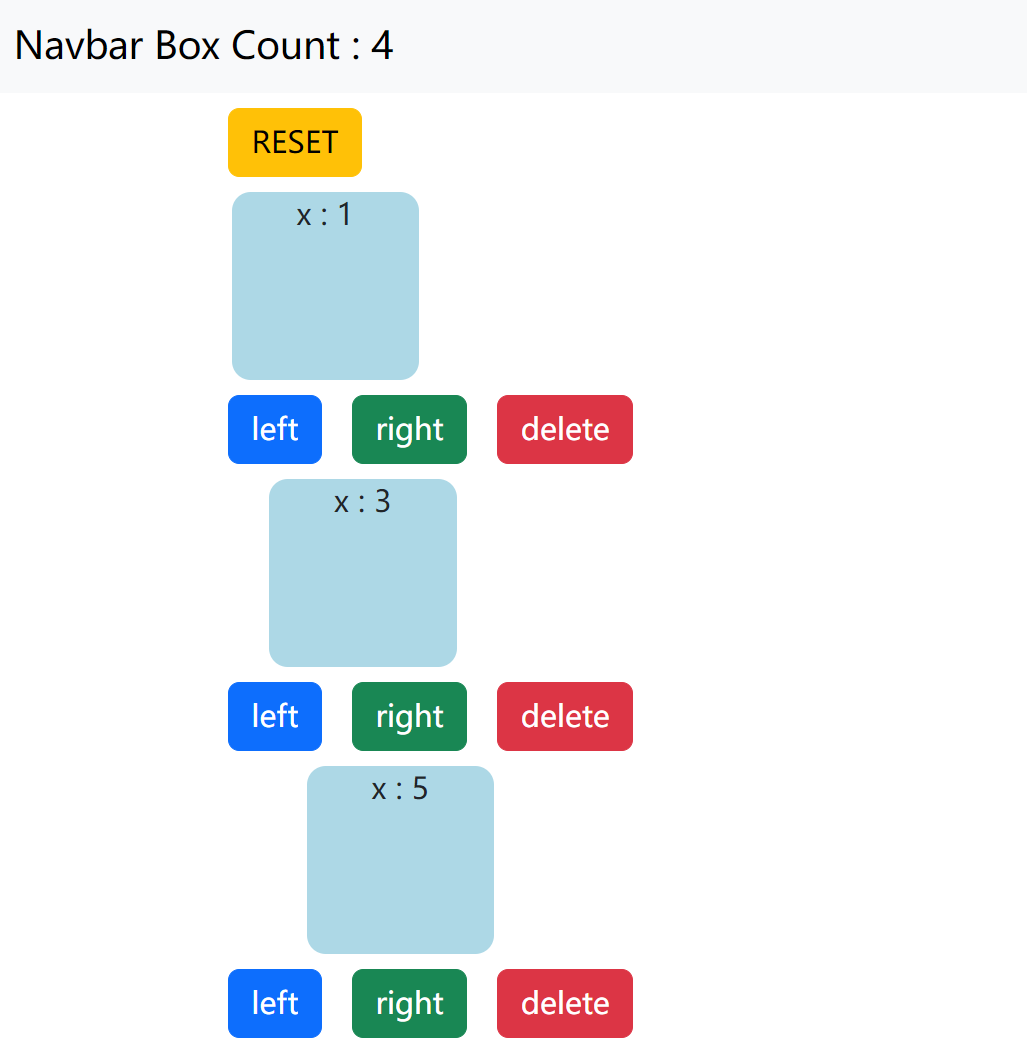 Navbar Box Count : 4
RESET
x : 1
left right delete
x : 3
left right delete
x : 5
left right delete